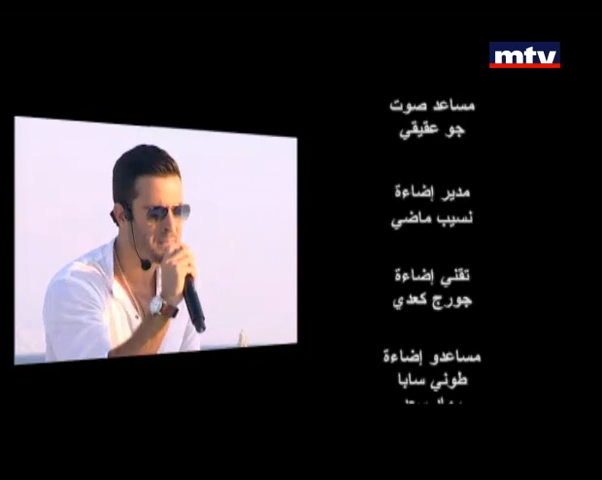 mtv
مساعد صوت
جو عقيقي
مدير إضاءة
نسيب ماضي
تقني إضاءة
جورج كعدي
مساعدو إضاءة
طوني سابا